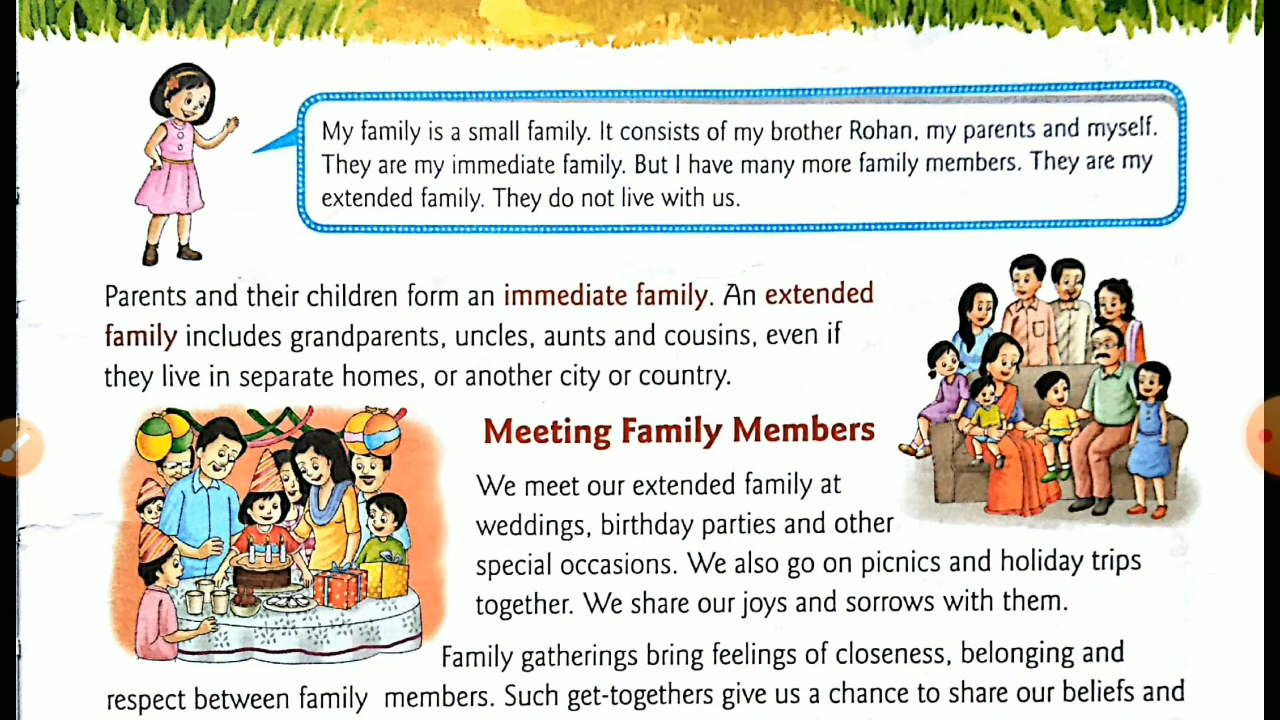 My family is a small family. It consists of my brother Rohan, my parents and myself.
They are my immediate family. But I have many more family members. They are my
extended family. They do not live with us.
Parents and their children form an immediate family. An extended
family includes grandparents, uncles, aunts and cousins, even if
they live in separate homes, or another city or country.
Meeting Family Members
We meet our extended family at
weddings, birthday parties and other
special occasions. We also go on picnics and holiday trips
together. We share our joys and sorrows with them.
Family gatherings bring feelings of closeness, belonging and
respect between family members. Such get-togethers give us a chance to share our beliefs and